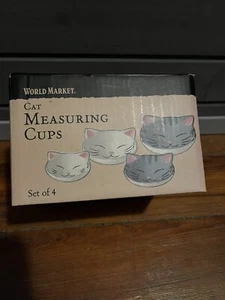 WORLD MARKET.
CAT
MEASURING
CUPS
Set of 4